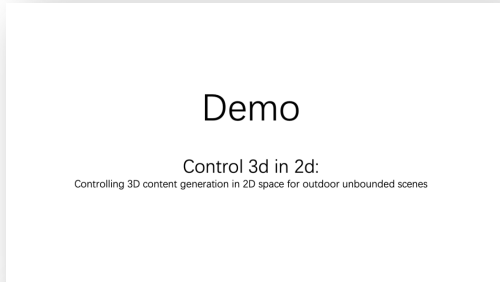 Demo
Control 3d in 2d:
Controlling 3D content generation in 2D space for outdoor unbounded scenes